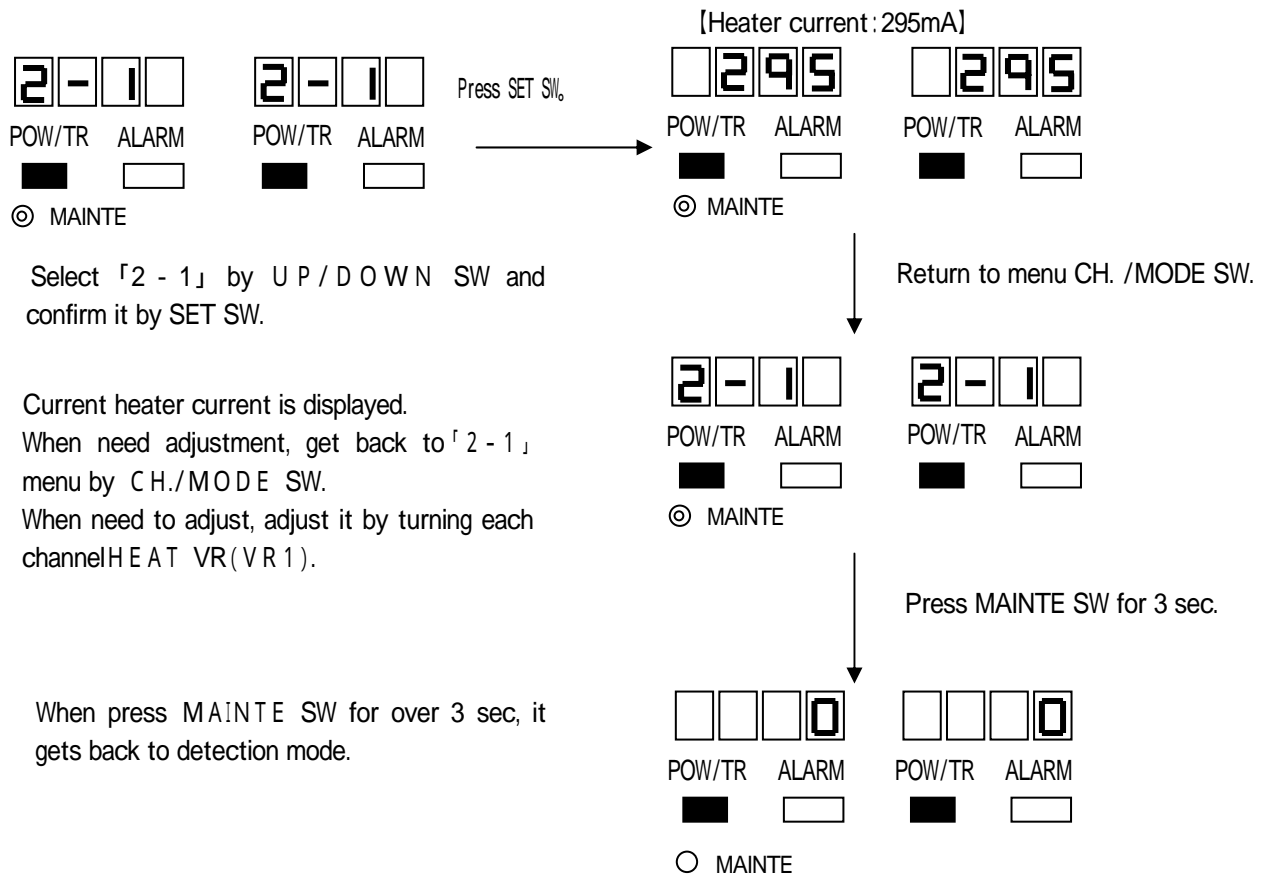 【Heater current:295mA】
2-1 2-1 Press SET SW。 295 295
POW/TR ALARM POW/TR ALARM POW/TR ALARM POW/TR ALARM
◎ MAINTE ◎ MAINTE
Select 「2 - 1」 by UP/DOWN SW and
confirm it by SET SW.
Return to menu CH. /MODE SW.
Current heater current is displayed.
When need adjustment, get back to「2 - 1」
menu by CH./MODE SW.
When need to adjust, adjust it by turning each
channelHEAT VR(VR1).
2-1 2-1
POW/TR ALARM POW/TR ALARM
◎ MAINTE
Press MAINTE SW for 3 sec.
When press MAINTE SW for over 3 sec, it
gets back to detection mode.
0 0
POW/TR ALARM POW/TR ALARM
○ MAINTE